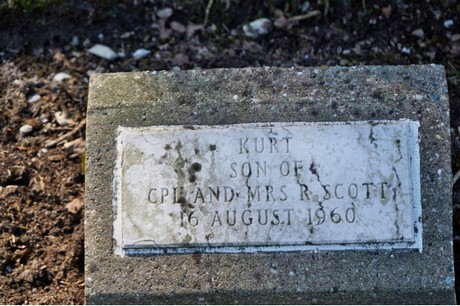 KURT
SON OF
CPL AND MRS R SCOTT
16 AUGUST 1960